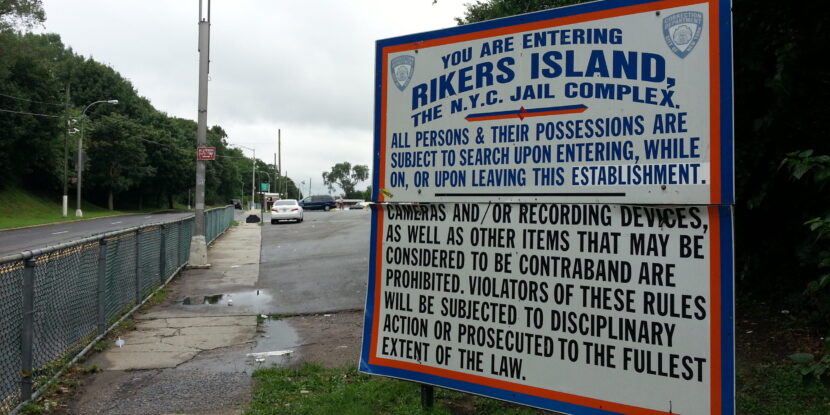 YOU ARE ENTERING
RIKERS ISLAND,
THE N.Y.C. JAIL COMPLEX.
ALL PERSONS & THEIR POSSESSIONS ARE
SUBJECT TO SEARCH UPON ENTERING, WHILE
ON, OR UPON LEAVING THIS ESTABLISHMENT.
CAMERAS AND/OR RECORDING DEVICES,
AS WELL AS OTHER ITEMS THAT MAY BE
CONSIDERED TO BE CONTRABAND ARE
PROHIBITED. VIOLATORS OF THESE RULES
WILL BE SUBJECTED TO DISCIPLINARY
ACTION OR PROSECUTED TO THE FULLEST
EXTENT OF THE LAW.